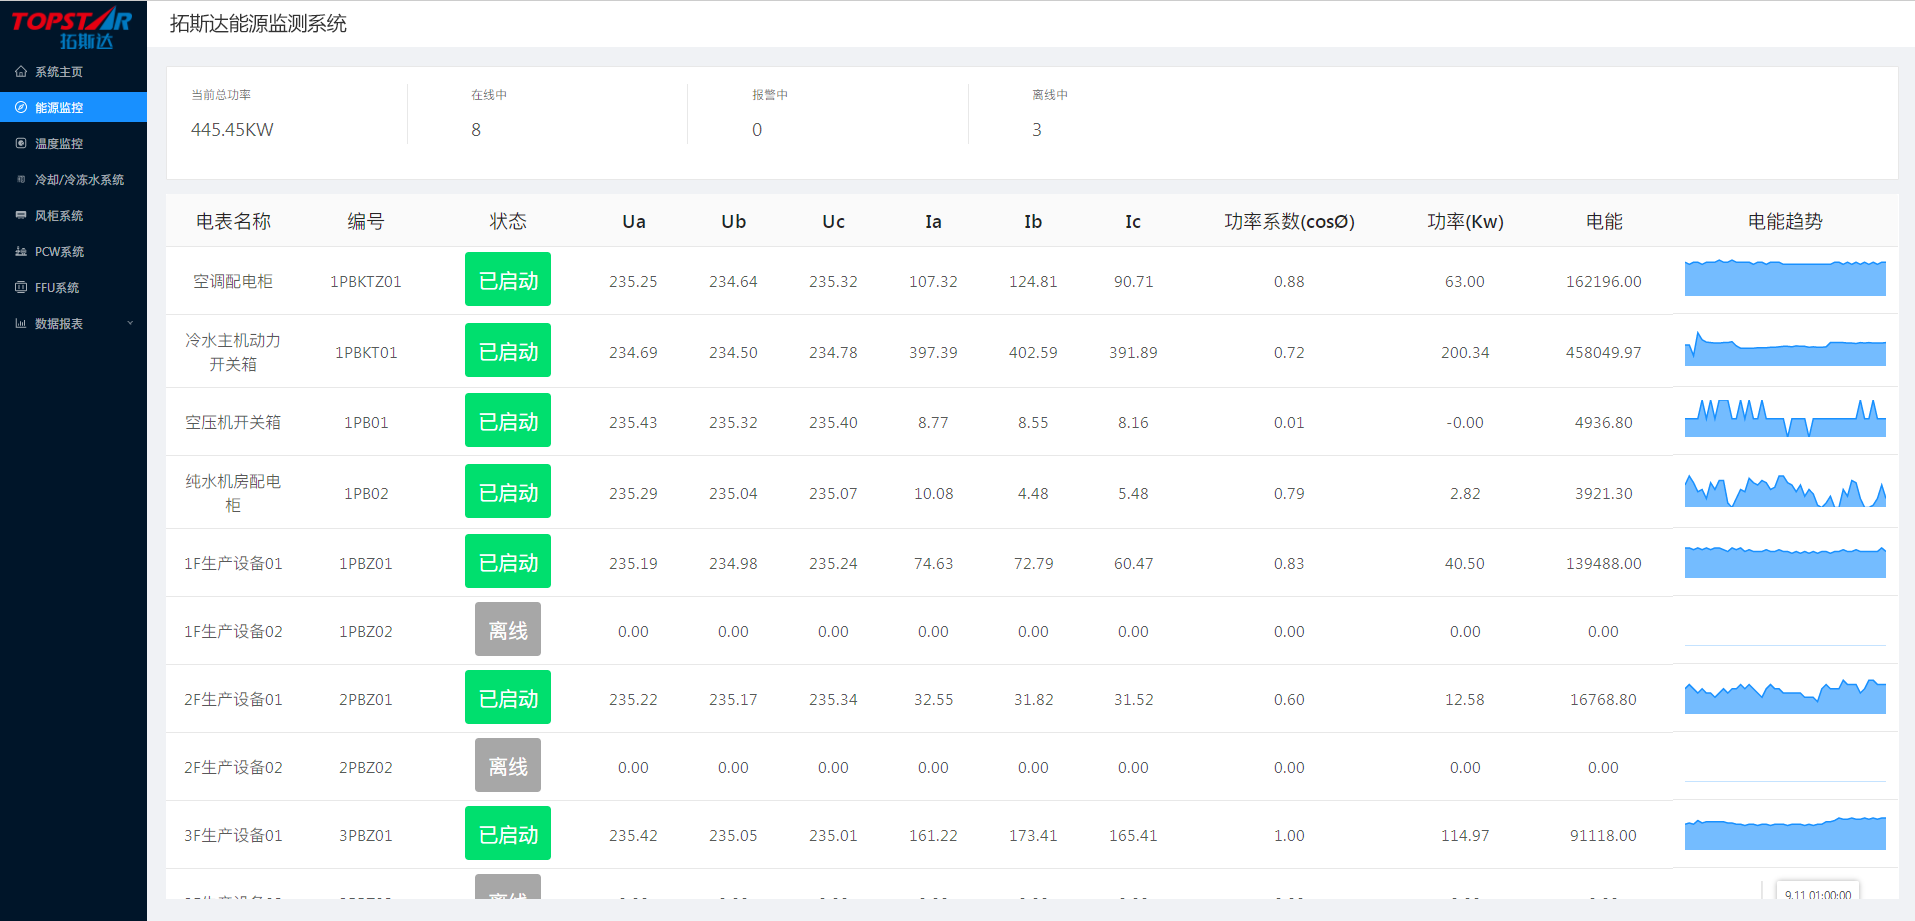 TOPSTAR
拓斯达
拓斯达能源监测系统
系统主页
能源监控
温度监控
冷却/冷冻水系统
风柜系统
PCW系统
FFU系统
数据报表
当前总功率 在线中 报警中 离线中
445.45KW 8 0 3
电表名称 编号 状态 Ua Ub Uc Ia Ib Ic 功率系数(cosØ) 功率(Kw) 电能 电能趋势
空调配电柜 1PBKTZ01 已启动 235.25 234.64 235.32 107.32 124.81 90.71 0.88 63.00 162196.00
冷水主机动力
开关箱 1PBKT01 已启动 234.69 234.50 234.78 397.39 402.59 391.89 0.72 200.34 458049.97
空压机开关箱 1PB01 已启动 235.43 235.32 235.40 8.77 8.55 8.16 0.01 -0.00 4936.80
纯水机房配电
柜 1PB02 已启动 235.29 235.04 235.07 10.08 4.48 5.48 0.79 2.82 3921.30
1F生产设备01 1PBZ01 已启动 235.19 234.98 235.24 74.63 72.79 60.47 0.83 40.50 139488.00
1F生产设备02 1PBZ02 离线 0.00 0.00 0.00 0.00 0.00 0.00 0.00 0.00 0.00
2F生产设备01 2PBZ01 已启动 235.22 235.17 235.34 32.55 31.82 31.52 0.60 12.58 16768.80
2F生产设备02 2PBZ02 离线 0.00 0.00 0.00 0.00 0.00 0.00 0.00 0.00 0.00
3F生产设备01 3PBZ01 已启动 235.42 235.05 235.01 161.22 173.41 165.41 1.00 114.97 91118.00
9.11 01:00:00